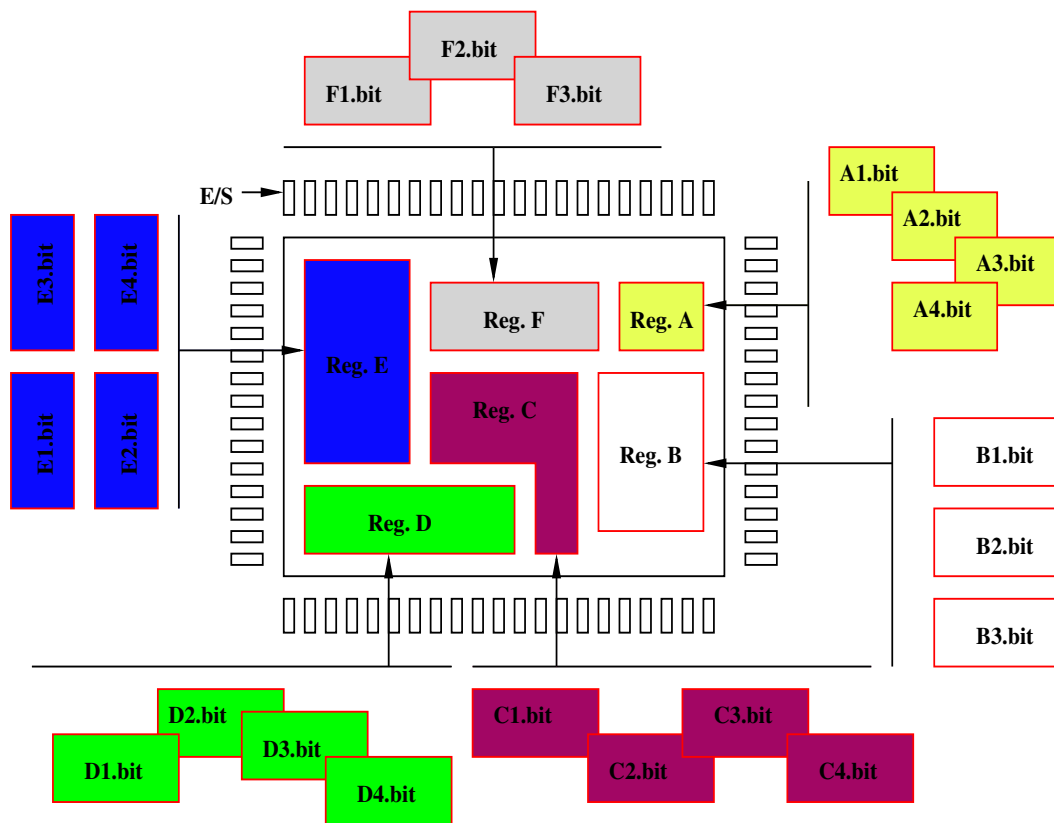 F2.bit
F1.bit
F3.bit
E/S
A1.bit
A2.bit
A3.bit
A4.bit
E3.bit
E4.bit
E1.bit
E2.bit
Reg. F
Reg. A
Reg. E
Reg. C
Reg. B
Reg. D
B1.bit
B2.bit
B3.bit
D2.bit
D3.bit
D1.bit
D4.bit
C1.bit
C3.bit
C2.bit
C4.bit